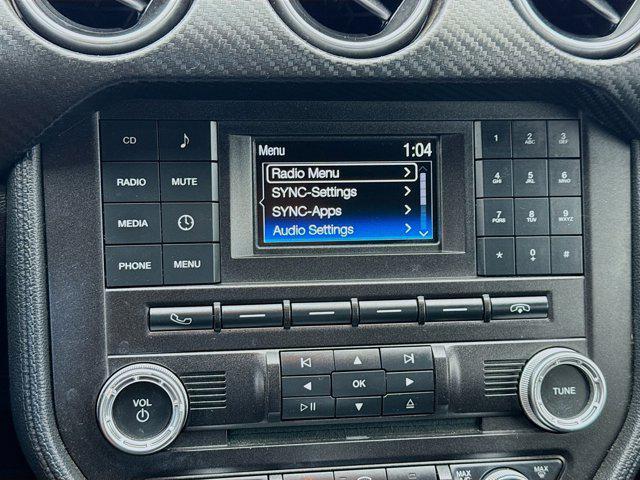 Menu 1:04
Radio Menu
SYNC-Settings
SYNC-Apps
Audio Settings
CD
RADIO MUTE
MEDIA
PHONE MENU
1 2 ABC 3 DEF
4 GHI 5 JKL 6 MNO
7 PQRS 8 TUV 9 WXYZ
* 0 + #
VOL
OK
TUNE
MAX MAX